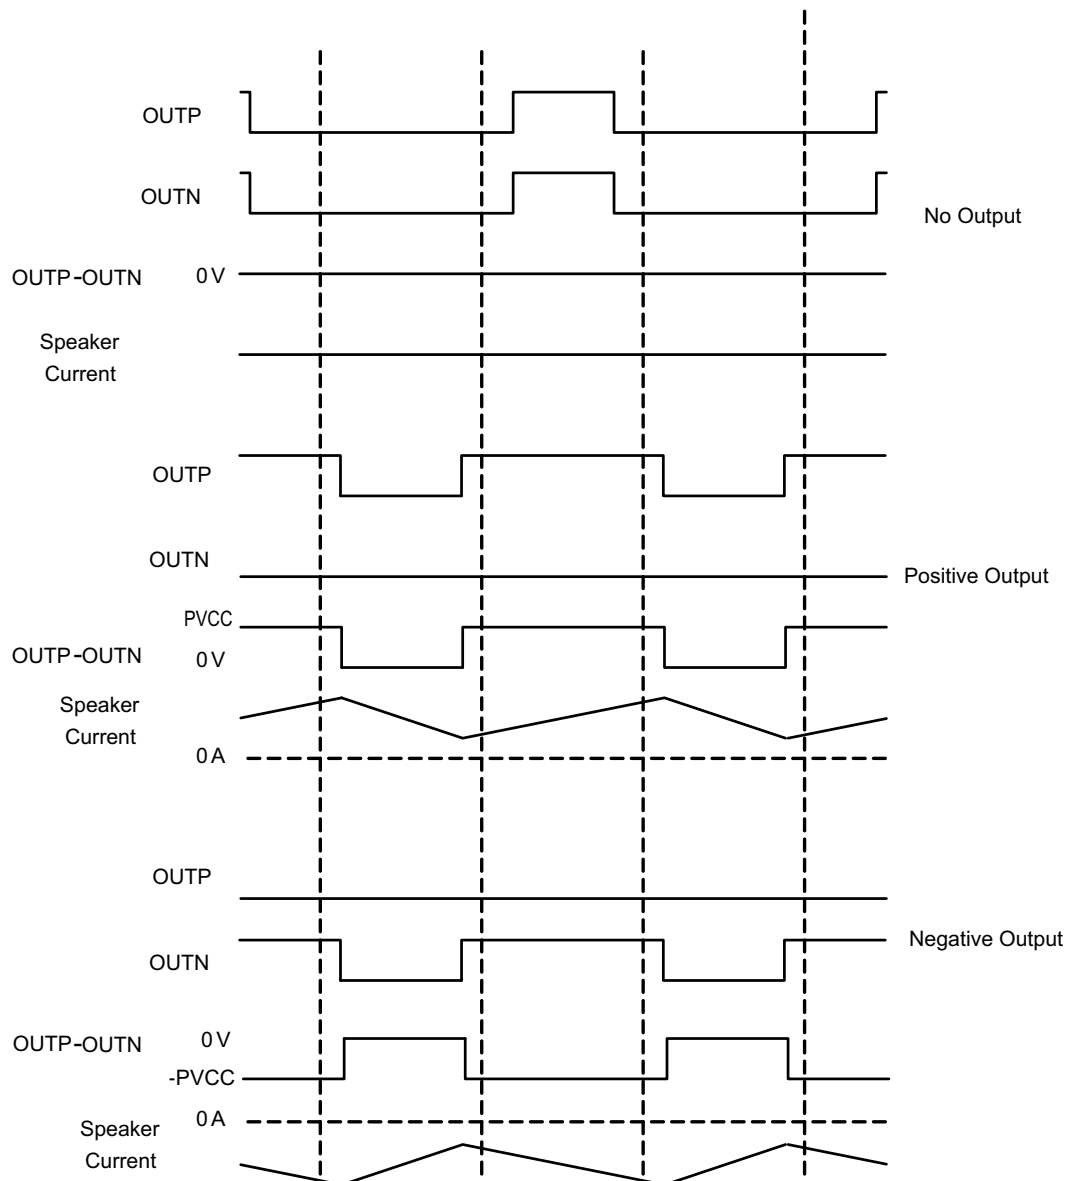 OUTP
OUTN
No Output
OUTP-OUTN 0 V
Speaker
Current
OUTP
OUTN
Positive Output
PVCC
OUTP-OUTN 0 V
Speaker
Current
0 A
OUTP
Negative Output
OUTN
OUTP-OUTN 0 V
-PVCC
0 A
Speaker
Current